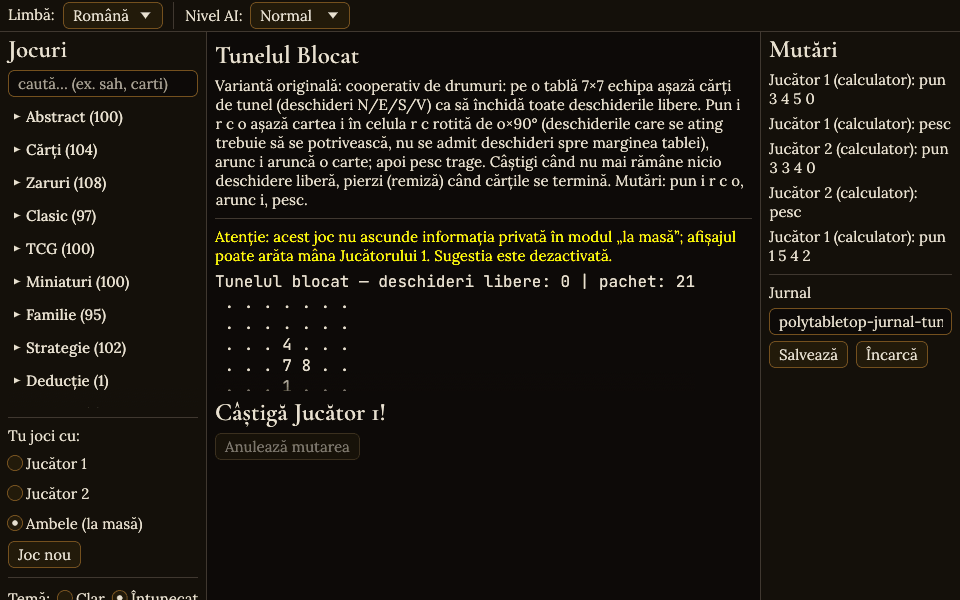 Limbă: Română ▼ Nivel AI: Normal ▼
Jocuri
caută... (ex. sah, carti)
▸ Abstract (100)
▸ Cărți (104)
▸ Zaruri (108)
▸ Clasic (97)
▸ TCG (100)
▸ Miniaturi (100)
▸ Familie (95)
▸ Strategie (102)
▸ Deducție (1)
Tu joci cu:
Jucător 1
Jucător 2
Ambele (la masă)
Joc nou
Temă: Clar Întunecat
Tunelul Blocat
Variantă originală: cooperativ de drumuri: pe o tablă 7×7 echipa așază cărți
de tunel (deschideri N/E/S/V) ca să închidă toate deschiderile libere. Pun i
r c o așază cartea i în celula r c rotită de o×90° (deschiderile care se ating
trebuie să se potrivească, nu se admit deschideri spre marginea tablei),
arunc i aruncă o carte; apoi pesc trage. Câștigi când nu mai rămâne nicio
deschidere liberă, pierzi (remiză) când cărțile se termină. Mutări: pun i r c o,
arunc i, pesc.
Atenție: acest joc nu ascunde informația privată în modul „la masă”; afișajul
poate arăta mâna Jucătorului 1. Sugestia este dezactivată.
Tunelul blocat — deschideri libere: 0 | pachet: 21
. . . . . . .
. . . . . . .
. . . 4 . . .
. . . 7 8 . .
. . . 1 . . .
Câștigă Jucător 1!
Anulează mutarea
Mutări
Jucător 1 (calculator): pun
3 4 5 0
Jucător 1 (calculator): pesc
Jucător 2 (calculator): pun
3 3 4 0
Jucător 2 (calculator):
pesc
Jucător 1 (calculator): pun
1 5 4 2
Jurnal
polytabletop-jurnal-tun
Salvează Încarcă